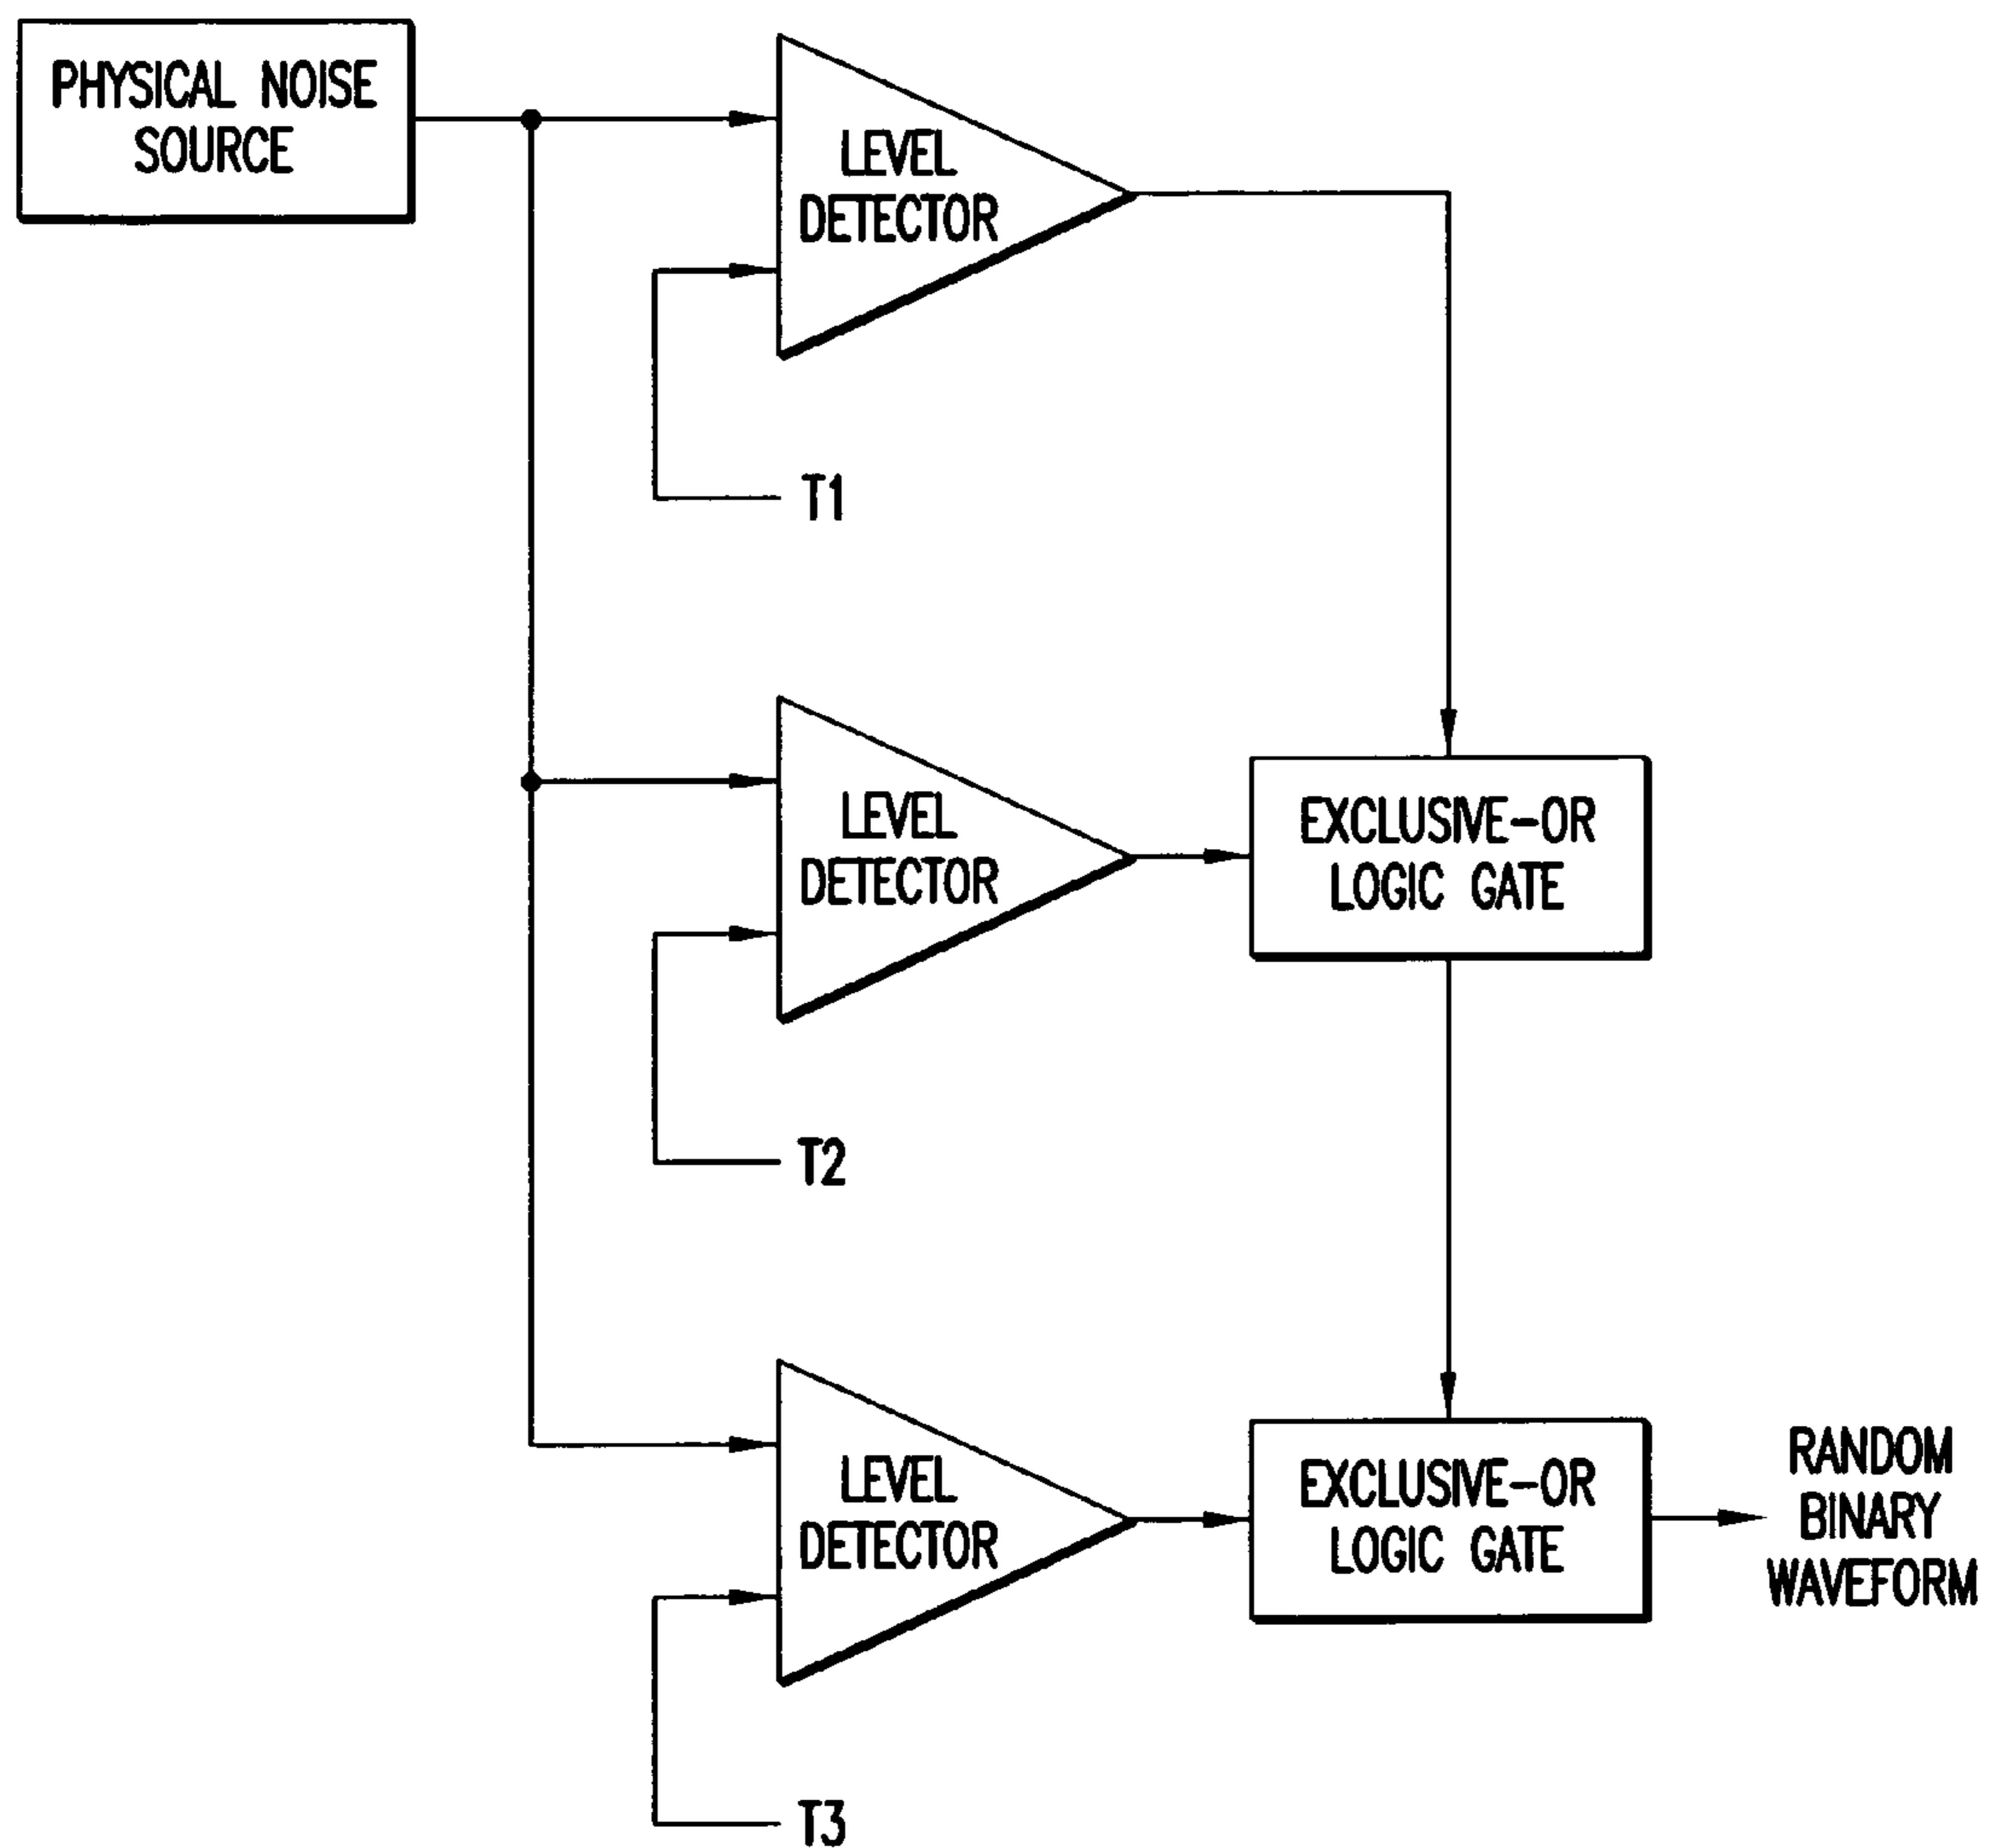 PHYSICAL NOISE
SOURCE
LEVEL
DETECTOR
T1
LEVEL
DETECTOR
EXCLUSIVE-OR
LOGIC GATE
T2
LEVEL
DETECTOR
EXCLUSIVE-OR
LOGIC GATE
RANDOM
BINARY
WAVEFORM
T3